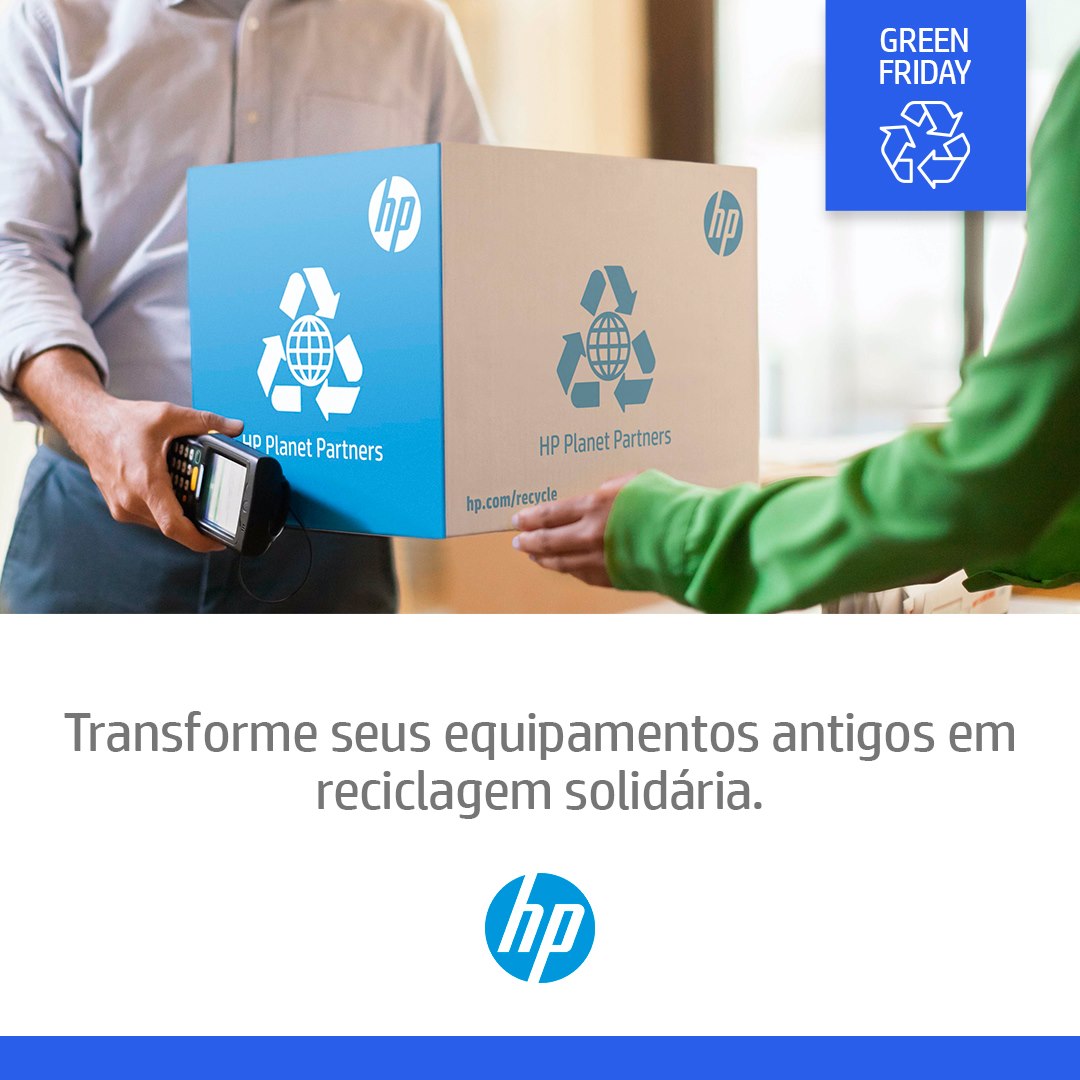 GREEN
FRIDAY
hp
hp
HP Planet Partners
HP Planet Partners
hp.com/recycle
Transforme seus equipamentos antigos em
reciclagem solidária.
hp